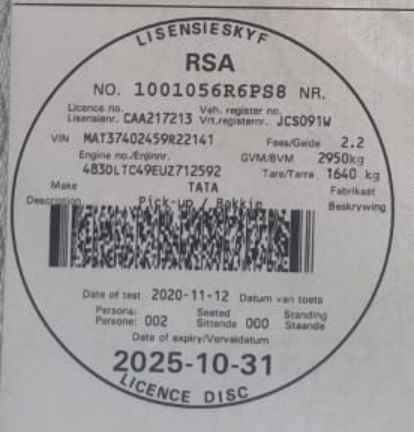 LISENSIESKYF
RSA
NO. 1001056R6PS8 NR.
Licence no. Veh. register no.
Lisensienr. CAA217213 Vrt.registernr. JCS091W
VIN MAT37402459R22141 Fees/Gelde 2.2
Engine no./Enjinnr. GVM/BVM 2950kg
483DLTC49EUZ712592 Tare/Tarra 1640 kg
Make TATA Fabrikaat
Description Pick-up / Bakkie Beskrywing
Date of test 2020-11-12 Datum van toets
Persons: Seated Standing
Persone: 002 Sittende 000 Staande
Date of expiry/Vervaldatum
2025-10-31
LICENCE DISC